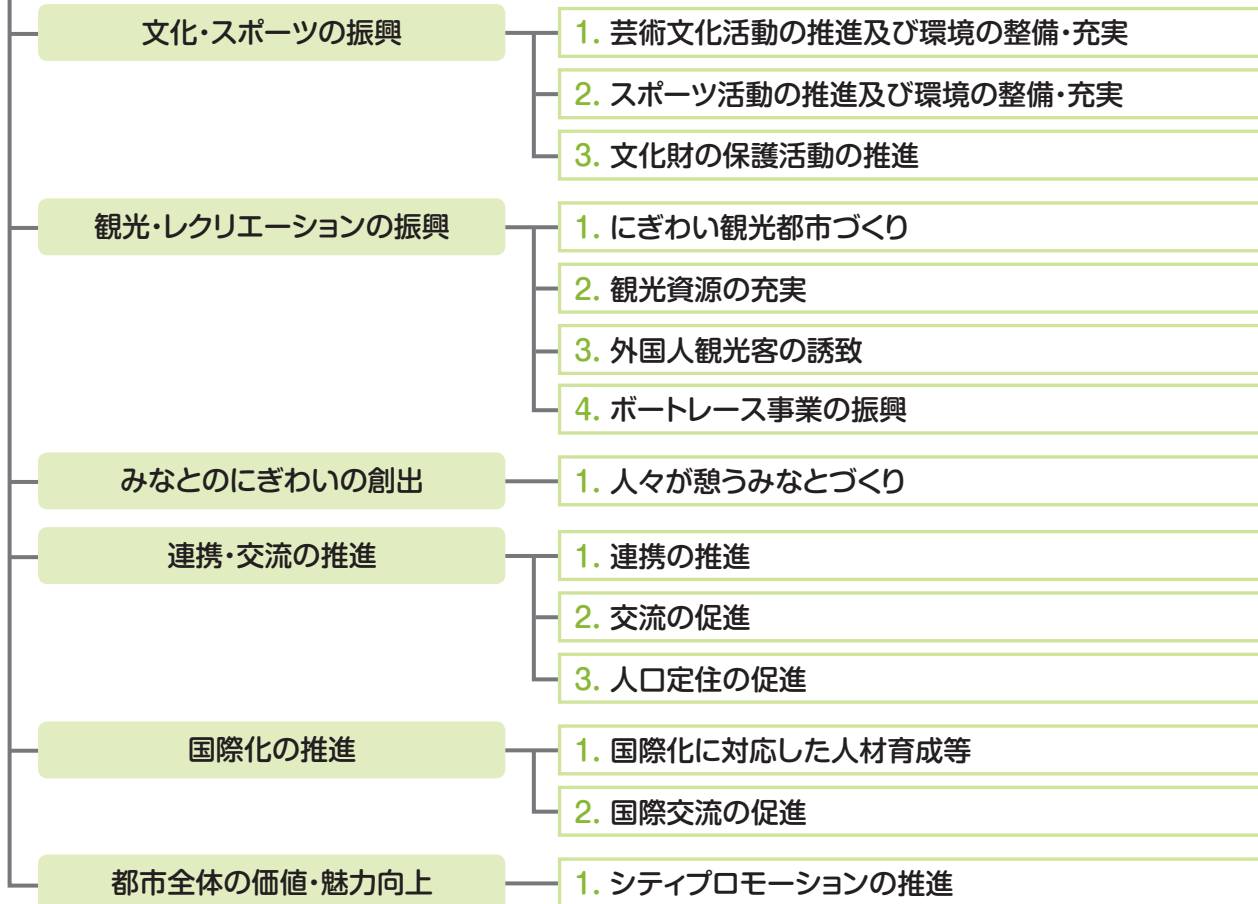 文化・スポーツの振興
1. 芸術文化活動の推進及び環境の整備・充実
2. スポーツ活動の推進及び環境の整備・充実
3. 文化財の保護活動の推進
観光・レクリエーションの振興
1. にぎわい観光都市づくり
2. 観光資源の充実
3. 外国人観光客の誘致
4. ボートレース事業の振興
みなとのにぎわいの創出
1. 人々が憩うみなとづくり
連携・交流の推進
1. 連携の推進
2. 交流の促進
3. 人口定住の促進
国際化の推進
1. 国際化に対応した人材育成等
2. 国際交流の促進
都市全体の価値・魅力向上
1. シティプロモーションの推進